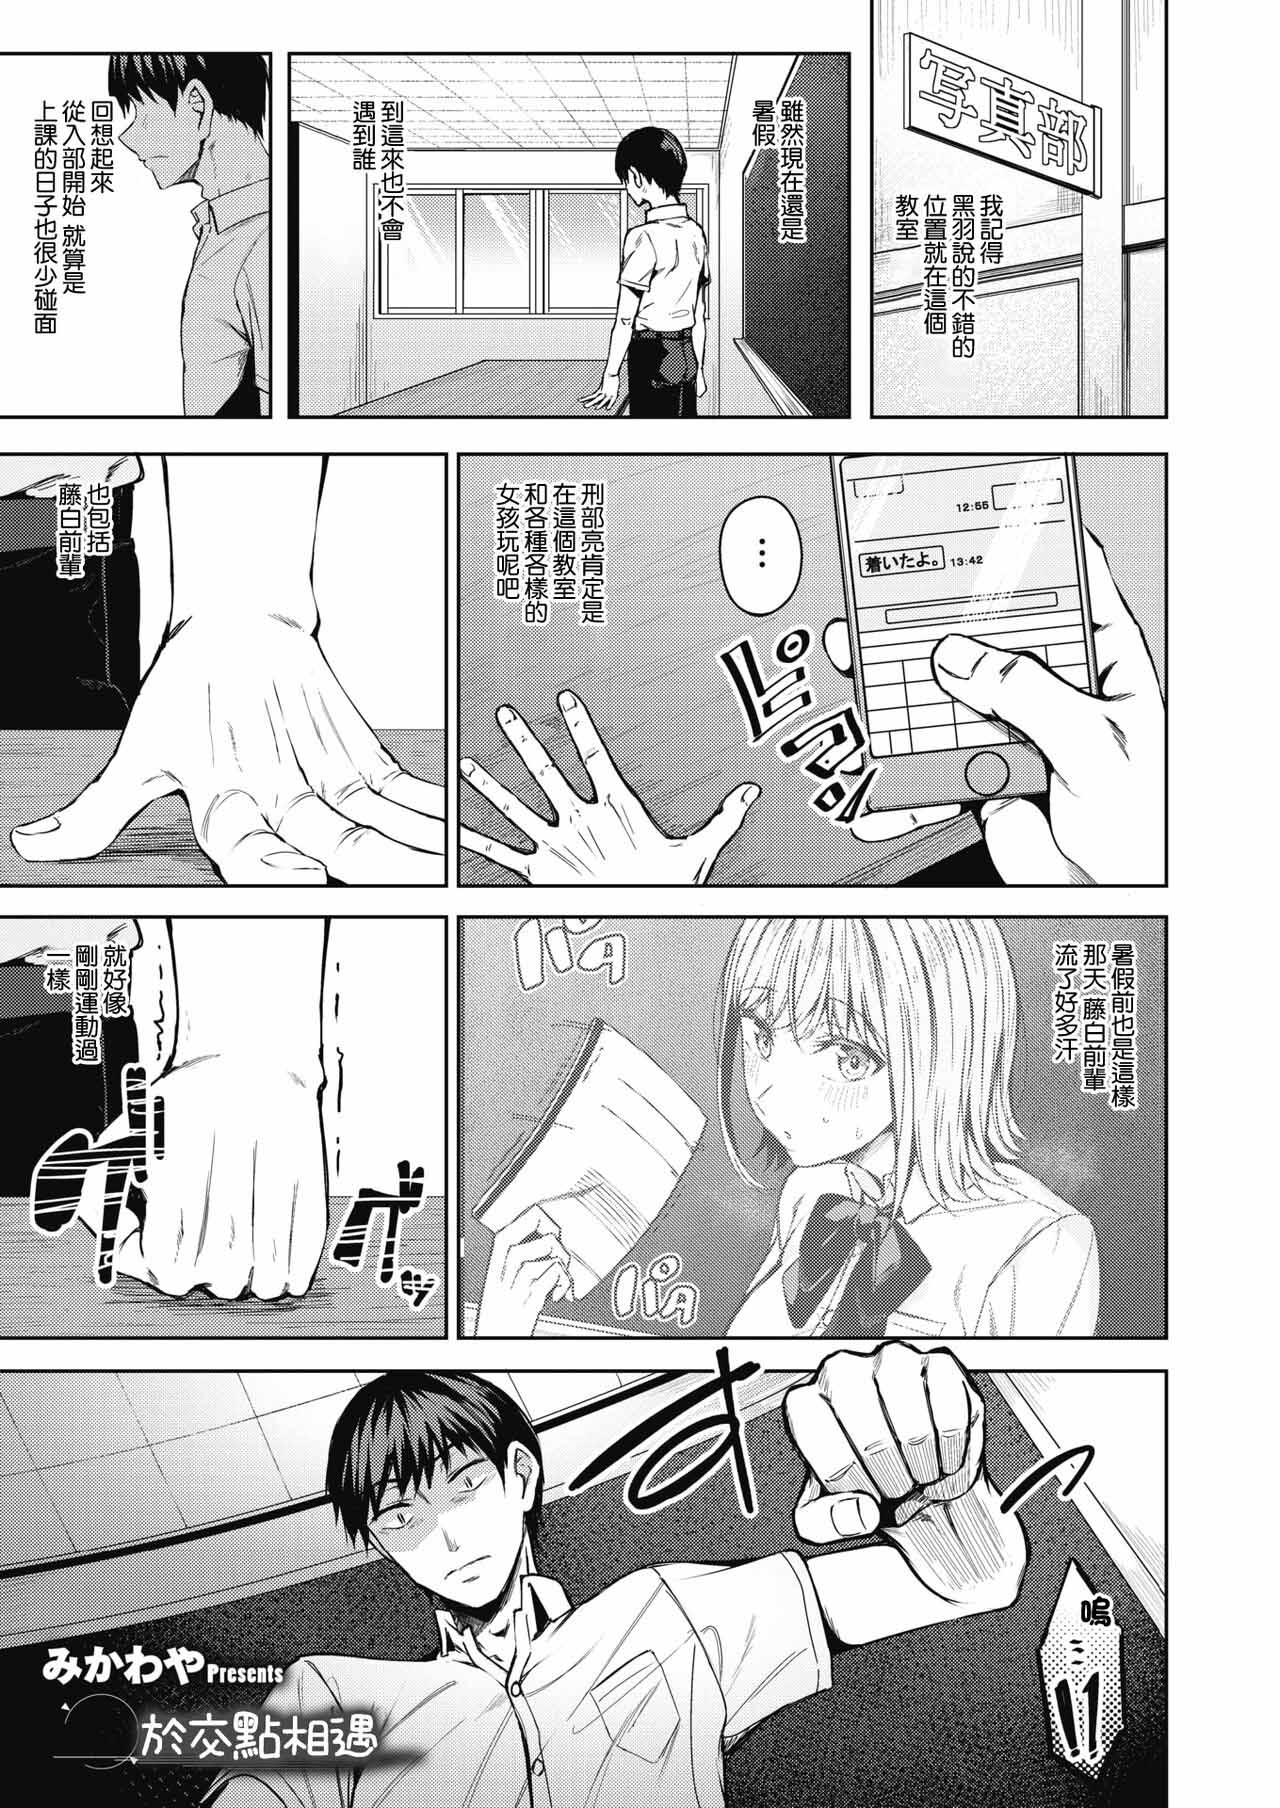 写真部
我記得
黑羽說的不錯的
位置就在這個
教室
雖然現在還是
暑假
到這來也不會
遇到誰
回想起來
從入部開始 就算是
上課的日子也很少碰面
12:55
着いたよ。
13:42
…
ピコン
刑部亮肯定是
在這個教室
和各種各樣的
女孩玩呢吧
也包括
藤白前輩
暑假前也是這樣
那天 藤白前輩
流了好多汗
パタ
パタ
就好像
剛剛運動過
一樣
グ
グッ
すっ
嗚…!!
みかわや Presents
於交點相遇